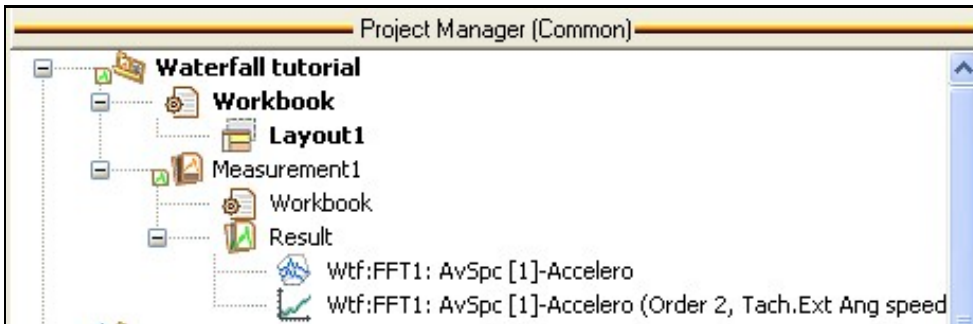 Project Manager (Common)
Waterfall tutorial
Workbook
Layout1
Measurement1
Workbook
Result
Wtf:FFT1: AvSpc [1]-Accelero
Wtf:FFT1: AvSpc [1]-Accelero (Order 2, Tach.Ext Ang speed